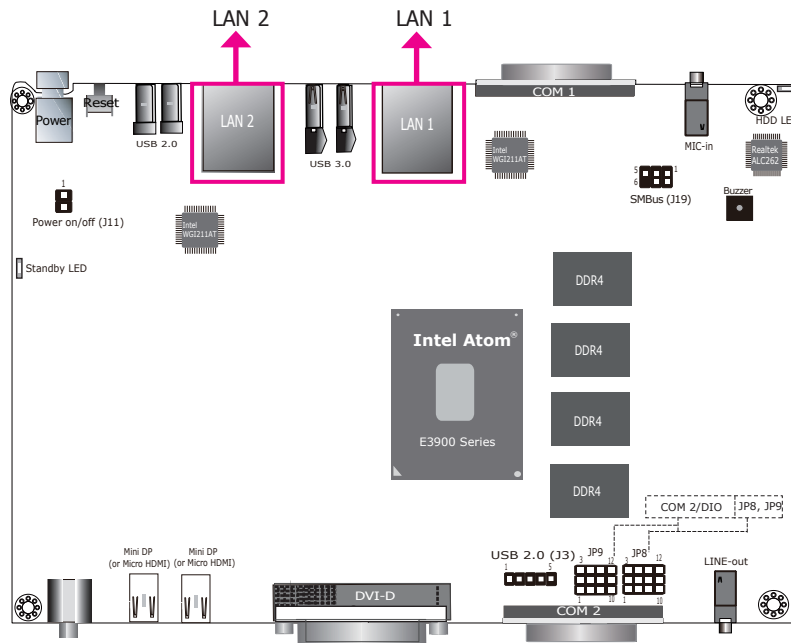 LAN 2
LAN 1
Power
Reset
USB 2.0
LAN 2
USB 3.0
LAN 1
COM 1
MIC-in
HDD LE
Intel
WGI211AT
Realtek
ALC262
5
1
6
SMBus (J19)
Buzzer
1
Power on/off (J11)
Intel
WGI211AT
Standby LED
DDR4
Intel Atom®
E3900 Series
DDR4
DDR4
DDR4
COM 2/DIO
JP8, JP9
Mini DP
(or Micro HDMI)
Mini DP
(or Micro HDMI)
DVI-D
USB 2.0 (J3)
1
5
JP9
3
12
1
10
JP8
3
12
1
10
COM 2
LINE-out